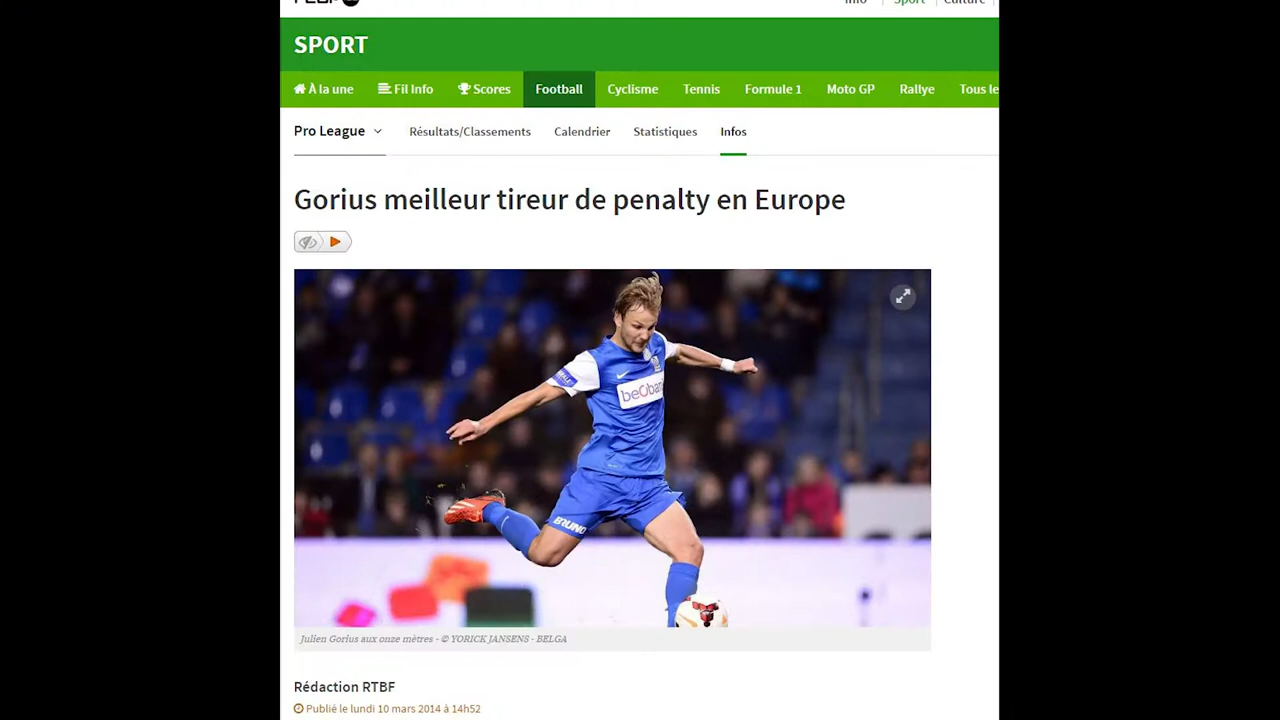 Info
Sport
Culture
SPORT
À la une
Fil Info
Scores
Football
Cyclisme
Tennis
Formule 1
Moto GP
Rallye
Tous le
Pro League
Résultats/Classements
Calendrier
Statistiques
Infos
Gorius meilleur tireur de penalty en Europe
beObank
BRUNO
Julien Gorius aux onze mètres - © YORICK JANSENS - BELGA
Rédaction RTBF
Publié le lundi 10 mars 2014 à 14h52